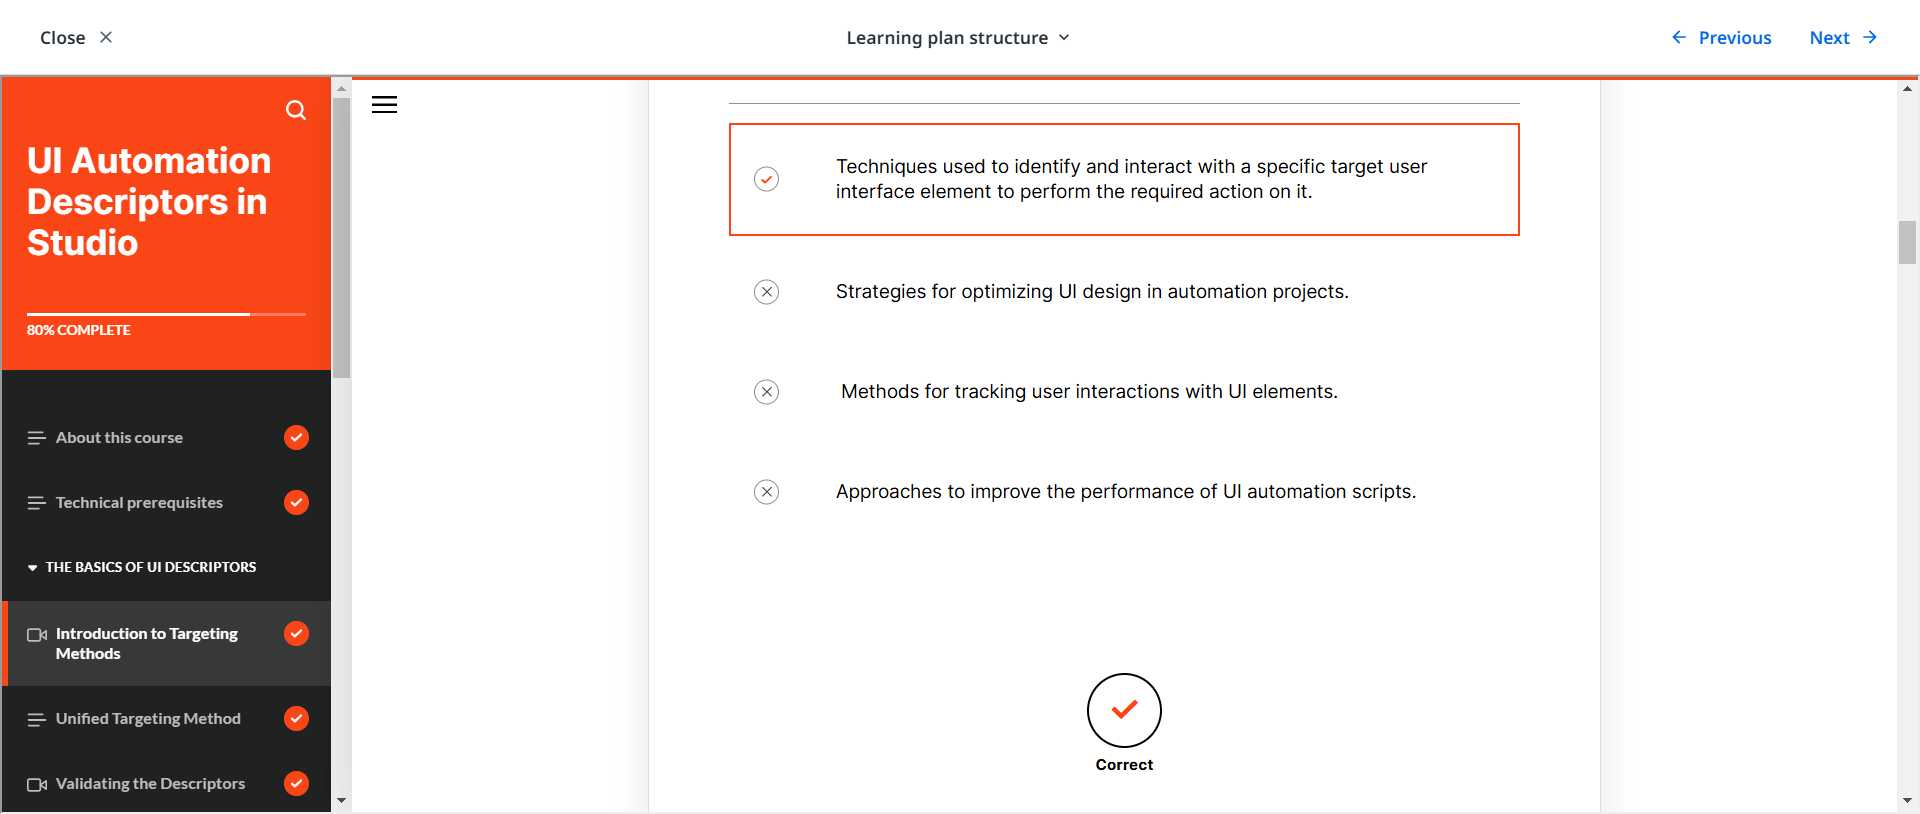 Close
Learning plan structure
Previous
Next
UI Automation
Descriptors in
Studio
80% COMPLETE
About this course
Technical prerequisites
THE BASICS OF UI DESCRIPTORS
Introduction to Targeting
Methods
Unified Targeting Method
Validating the Descriptors
Techniques used to identify and interact with a specific target user
interface element to perform the required action on it.
Strategies for optimizing UI design in automation projects.
Methods for tracking user interactions with UI elements.
Approaches to improve the performance of UI automation scripts.
Correct